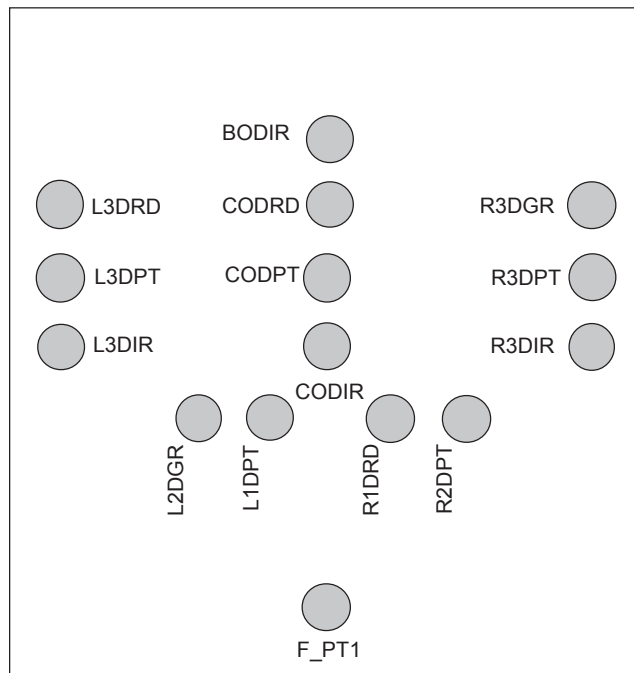 BODIR
L3DRD
CODRD
R3DGR
L3DPT
CODPT
R3DPT
L3DIR
R3DIR
CODIR
L2DGR
L1DPT
R1DRD
R2DPT
F_PT1